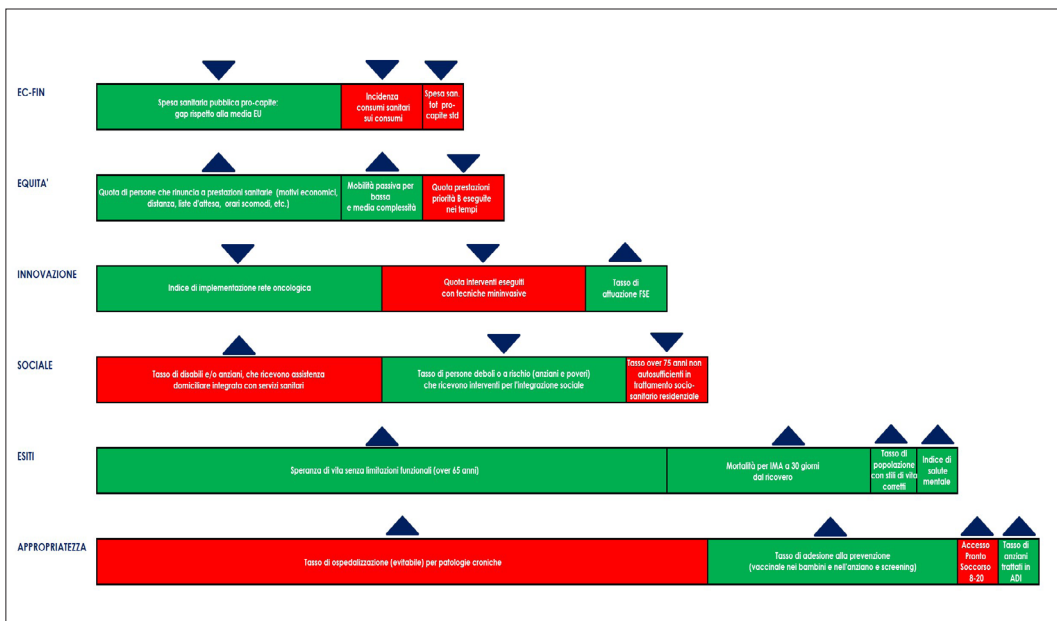 EC-FIN
Spesa sanitaria pubblica pro-capite:
gap rispetto alla media EU
Incidenza
consumi sanitari
sui consumi
Spesa san.
tot pro-
capite std
EQUITA'
Quota di persone che rinuncia a prestazioni sanitarie (motivi economici,
distanza, liste d'attesa, orari scomodi, etc.)
Mobilità passiva per
bassa
e media complessità
Quota prestazioni
priorità B eseguite
nei tempi
INNOVAZIONE
Indice di implementazione rete oncologica
Quota interventi eseguiti
con tecniche mininvasive
Tasso di
attuazione FSE
SOCIALE
Tasso di disabili e/o anziani, che ricevono assistenza
domiciliare integrata con servizi sanitari
Tasso di persone deboli o a rischio (anziani e poveri)
che ricevono interventi per l'integrazione sociale
Tasso over 75 anni non
autosufficienti in
trattamento socio-
sanitario residenziale
ESITI
Speranza di vita senza limitazioni funzionali (over 65 anni)
Mortalità per IMA a 30 giorni
dal ricovero
Tasso di
popolazione
con stili di vita
corretti
Indice di
salute
mentale
APPROPRIATEZZA
Tasso di ospedalizzazione (evitabile) per patologie croniche
Tasso di adesione alla prevenzione
(vaccinale nei bambini e nell'anziano e screening)
Accesso
Pronto
Soccorso
8-20
Tasso di
anziani
trattati in
ADI